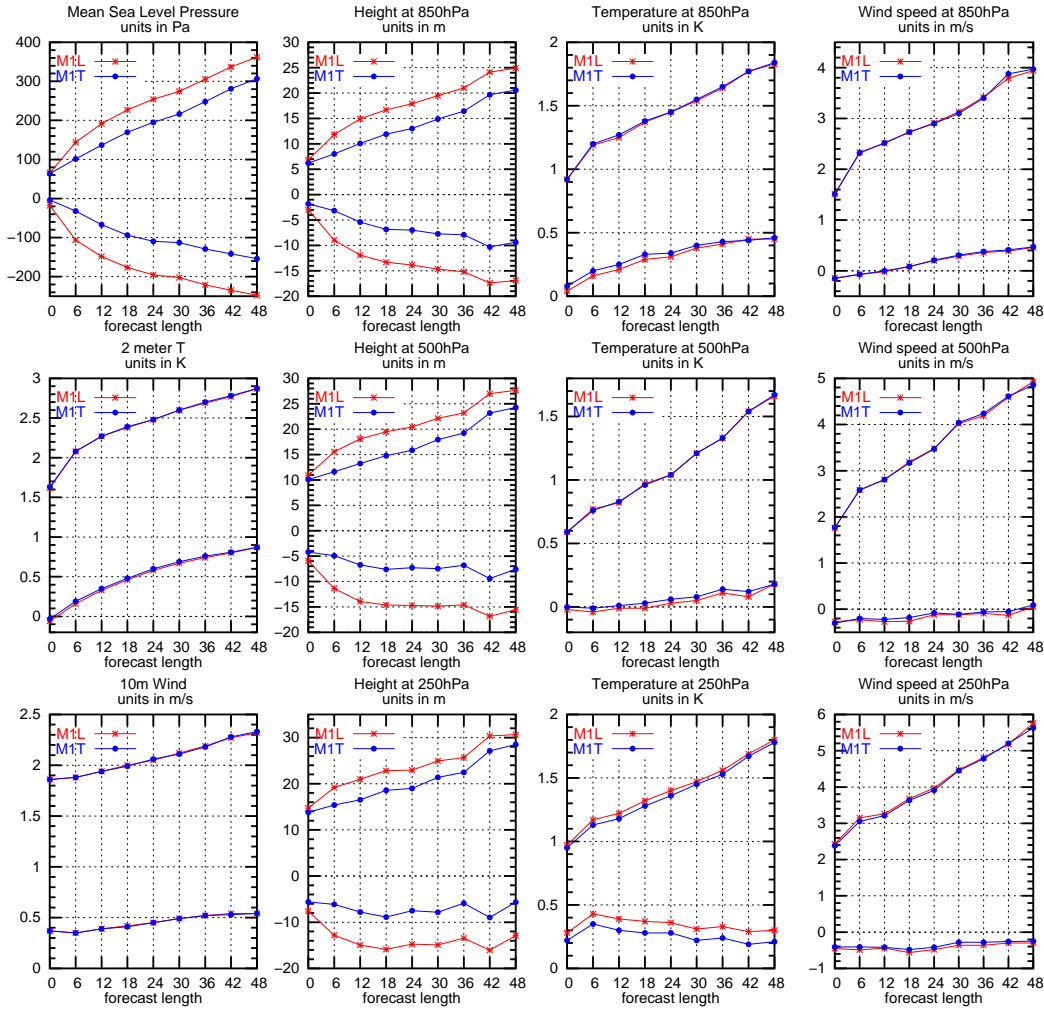 Mean Sea Level Pressure
units in Pa
400
300
200
100
0
−100
−200
M1L
M1T
0 6 12 18 24 30 36 42 48
forecast length
Height at 850hPa
units in m
30
25
20
15
10
5
0
−5
−10
−15
−20
M1L
M1T
0 6 12 18 24 30 36 42 48
forecast length
Temperature at 850hPa
units in K
2
1.5
1
0.5
0
M1L
M1T
0 6 12 18 24 30 36 42 48
forecast length
Wind speed at 850hPa
units in m/s
4
3
2
1
0
M1L
M1T
0 6 12 18 24 30 36 42 48
forecast length
2 meter T
units in K
3
2.5
2
1.5
1
0.5
0
M1L
M1T
0 6 12 18 24 30 36 42 48
forecast length
Height at 500hPa
units in m
30
25
20
15
10
5
0
−5
−10
−15
−20
M1L
M1T
0 6 12 18 24 30 36 42 48
forecast length
Temperature at 500hPa
units in K
1.5
1
0.5
0
M1L
M1T
0 6 12 18 24 30 36 42 48
forecast length
Wind speed at 500hPa
units in m/s
5
4
3
2
1
0
M1L
M1T
0 6 12 18 24 30 36 42 48
forecast length
10m Wind
units in m/s
2.5
2
1.5
1
0.5
0
M1L
M1T
0 6 12 18 24 30 36 42 48
forecast length
Height at 250hPa
units in m
30
20
10
0
−10
−20
M1L
M1T
0 6 12 18 24 30 36 42 48
forecast length
Temperature at 250hPa
units in K
2
1.5
1
0.5
0
M1L
M1T
0 6 12 18 24 30 36 42 48
forecast length
Wind speed at 250hPa
units in m/s
6
5
4
3
2
1
0
−1
M1L
M1T
0 6 12 18 24 30 36 42 48
forecast length